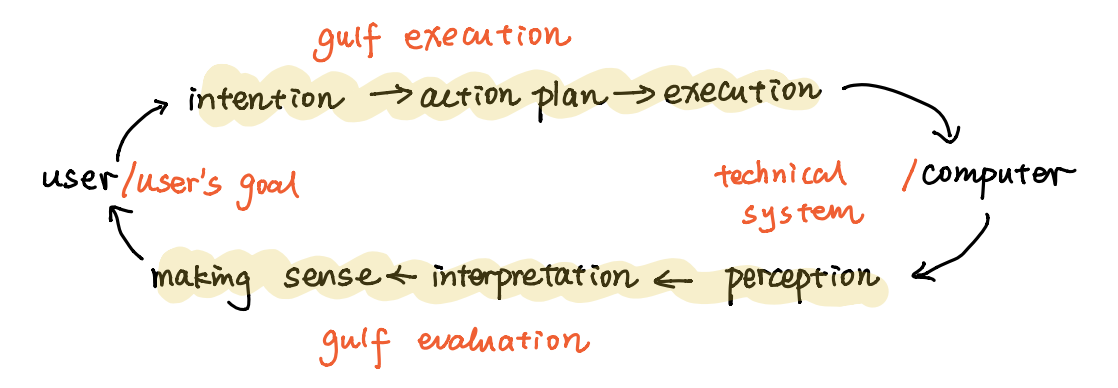 gulf execution
intention → action plan → execution
user/user's goal
technical system /computer
making sense ← interpretation ← perception
gulf evaluation